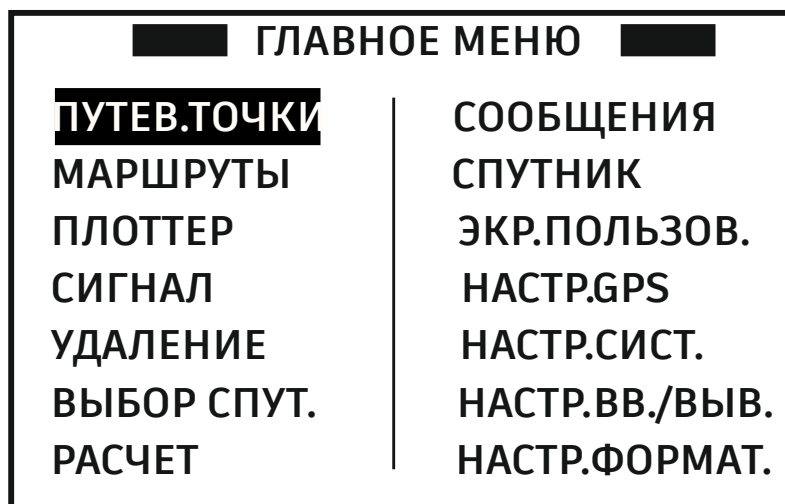 ГЛАВНОЕ МЕНЮ
ПУТЕВ.ТОЧКИ
МАРШРУТЫ
ПЛОТТЕР
СИГНАЛ
УДАЛЕНИЕ
ВЫБОР СПУТ.
РАСЧЕТ
СООБЩЕНИЯ
СПУТНИК
ЭКР.ПОЛЬЗОВ.
НАСТР.GPS
НАСТР.СИСТ.
НАСТР.ВВ./ВЫВ.
НАСТР.ФОРМАТ.